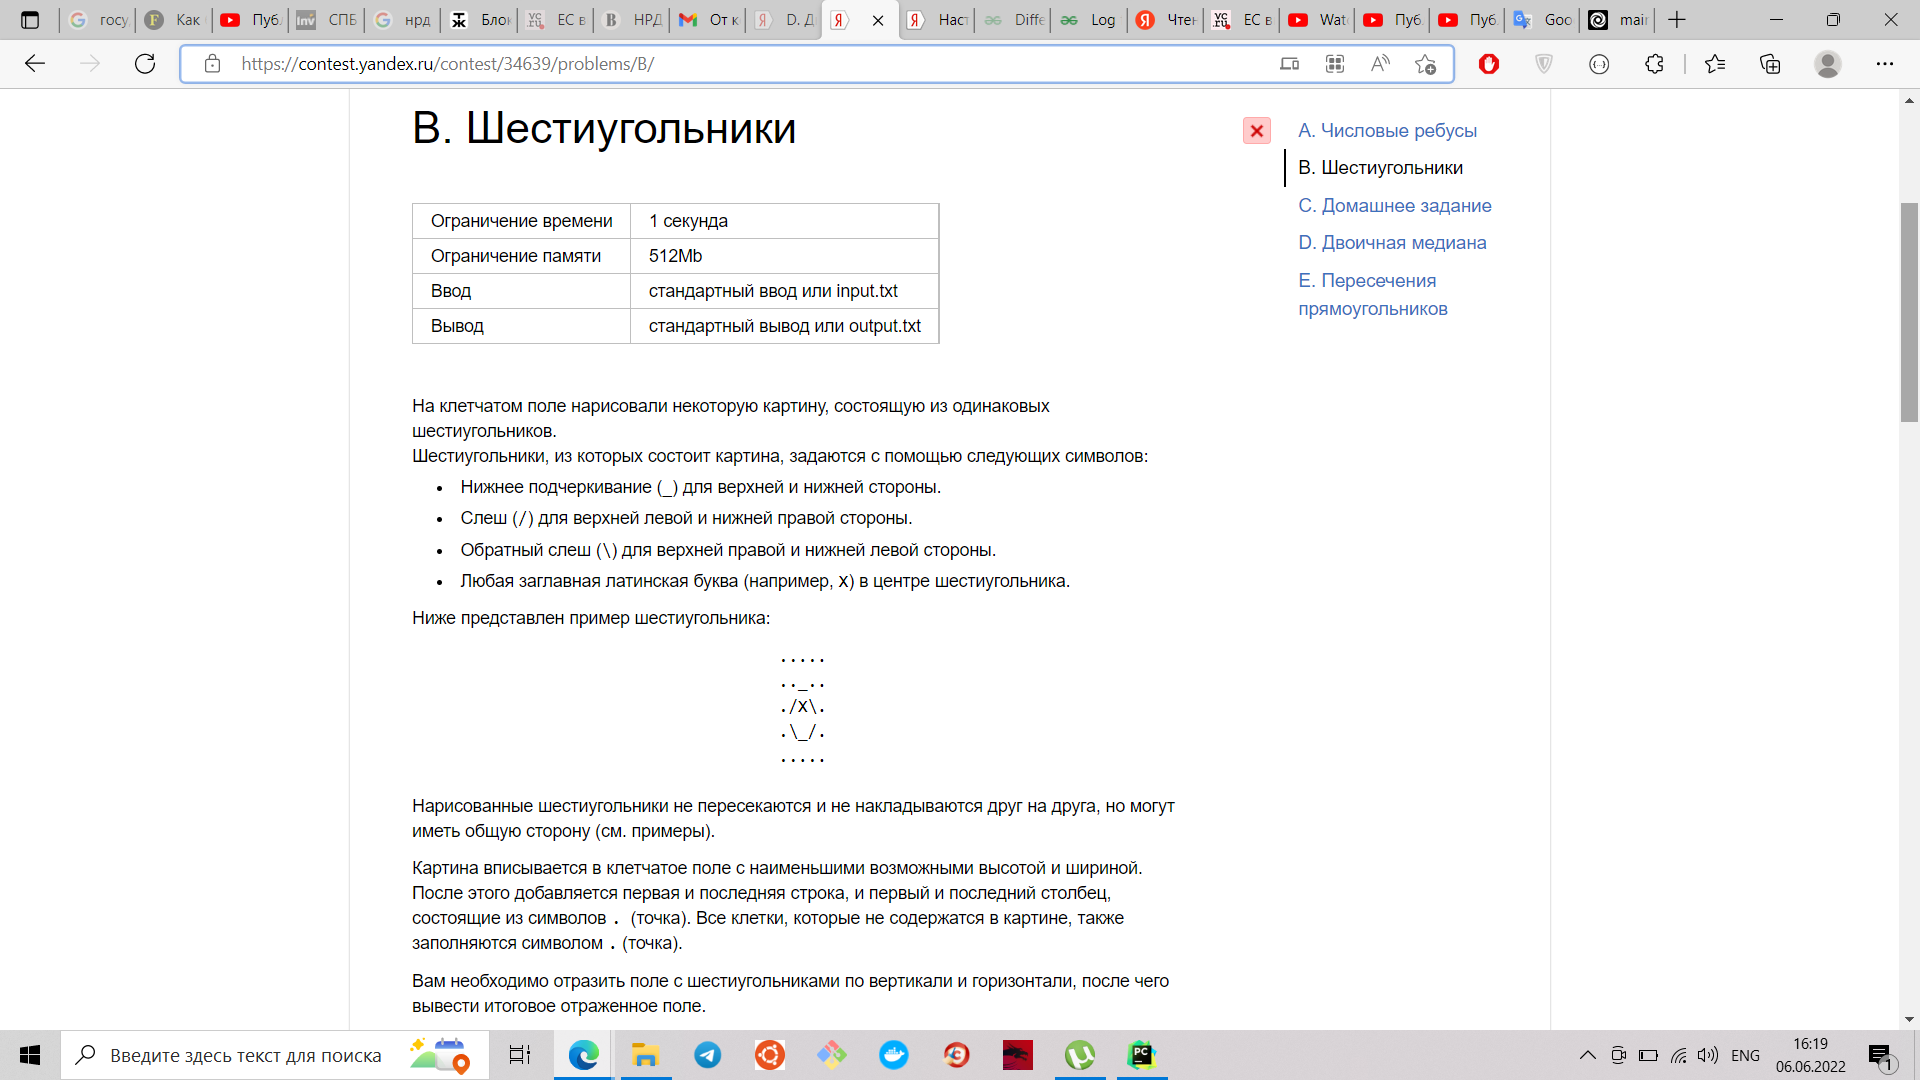 госу
Как
Пуб
СПБ
нрд
Блок
ЕС в
НРД
От к
D. Д
Наст
Diffe
Log
Чтен
ЕС в
Wat
Пуб.
Пуб.
Goo
mair
https://contest.yandex.ru/contest/34639/problems/B/
B. Шестиугольники
Ограничение времени 1 секунда
Ограничение памяти 512Mb
Ввод стандартный ввод или input.txt
Вывод стандартный вывод или output.txt
A. Числовые ребусы
B. Шестиугольники
C. Домашнее задание
D. Двоичная медиана
E. Пересечения
прямоугольников
На клетчатом поле нарисовали некоторую картину, состоящую из одинаковых
шестиугольников.
Шестиугольники, из которых состоит картина, задаются с помощью следующих символов:
• Нижнее подчеркивание (_) для верхней и нижней стороны.
• Слеш (/) для верхней левой и нижней правой стороны.
• Обратный слеш (\) для верхней правой и нижней левой стороны.
• Любая заглавная латинская буква (например, X) в центре шестиугольника.
Ниже представлен пример шестиугольника:
.....
.._..
./X\.
.\_/.
.....
Нарисованные шестиугольники не пересекаются и не накладываются друг на друга, но могут
иметь общую сторону (см. примеры).
Картина вписывается в клетчатое поле с наименьшими возможными высотой и шириной.
После этого добавляется первая и последняя строка, и первый и последний столбец,
состоящие из символов . (точка). Все клетки, которые не содержатся в картине, также
заполняются символом . (точка).
Вам необходимо отразить поле с шестиугольниками по вертикали и горизонтали, после чего
вывести итоговое отраженное поле.
Введите здесь текст для поиска
ENG
16:19
06.06.2022
1